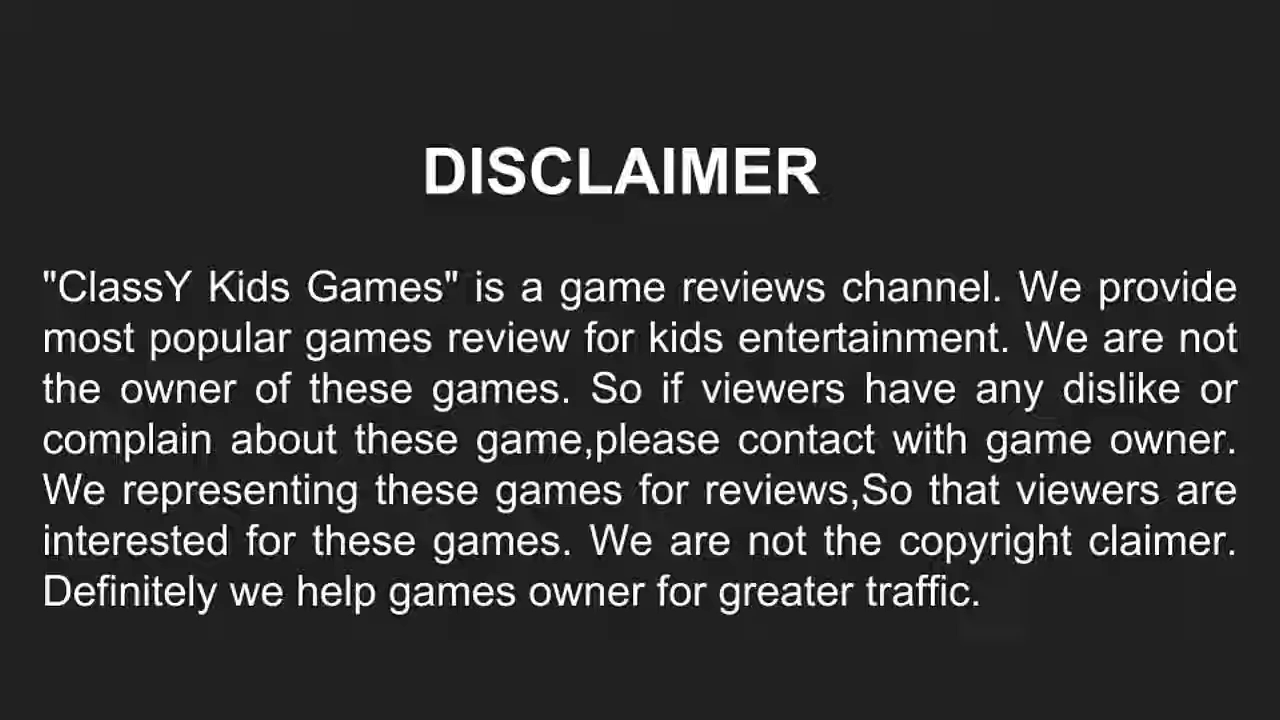 DISCLAIMER
"ClassY Kids Games" is a game reviews channel. We provide
most popular games review for kids entertainment. We are not
the owner of these games. So if viewers have any dislike or
complain about these game,please contact with game owner.
We representing these games for reviews,So that viewers are
interested for these games. We are not the copyright claimer.
Definitely we help games owner for greater traffic.